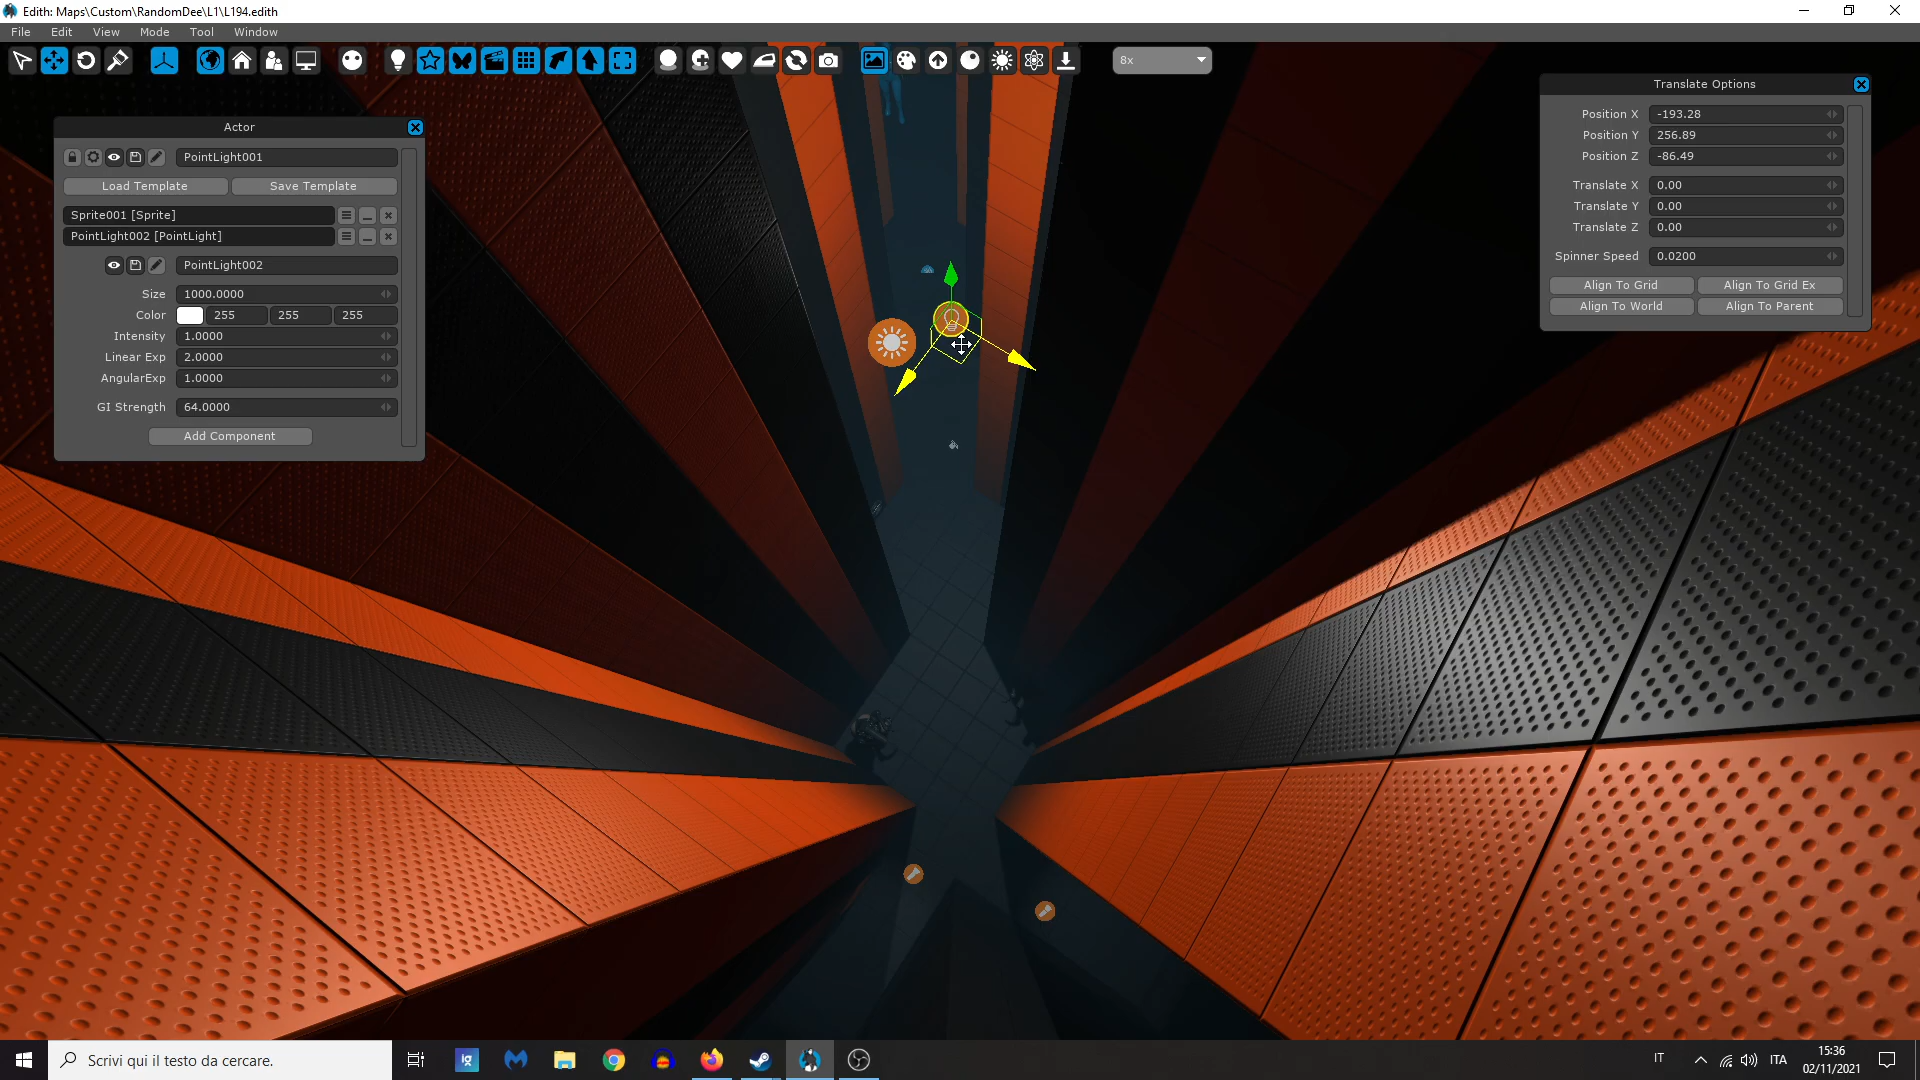 Edith: Maps\Custom\RandomDee\L1\L194.edith
File Edit View Mode Tool Window
8x
Actor
PointLight001
Load Template Save Template
Sprite001 [Sprite]
PointLight002 [PointLight]
PointLight002
Size 1000.0000
Color 255 255 255
Intensity 1.0000
Linear Exp 2.0000
AngularExp 1.0000
GI Strength 64.0000
Add Component
Translate Options
Position X -193.28
Position Y 256.89
Position Z -86.49
Translate X 0.00
Translate Y 0.00
Translate Z 0.00
Spinner Speed 0.0200
Align To Grid Align To Grid Ex
Align To World Align To Parent
Scrivi qui il testo da cercare.
IT
ITA
15:36
02/11/2021